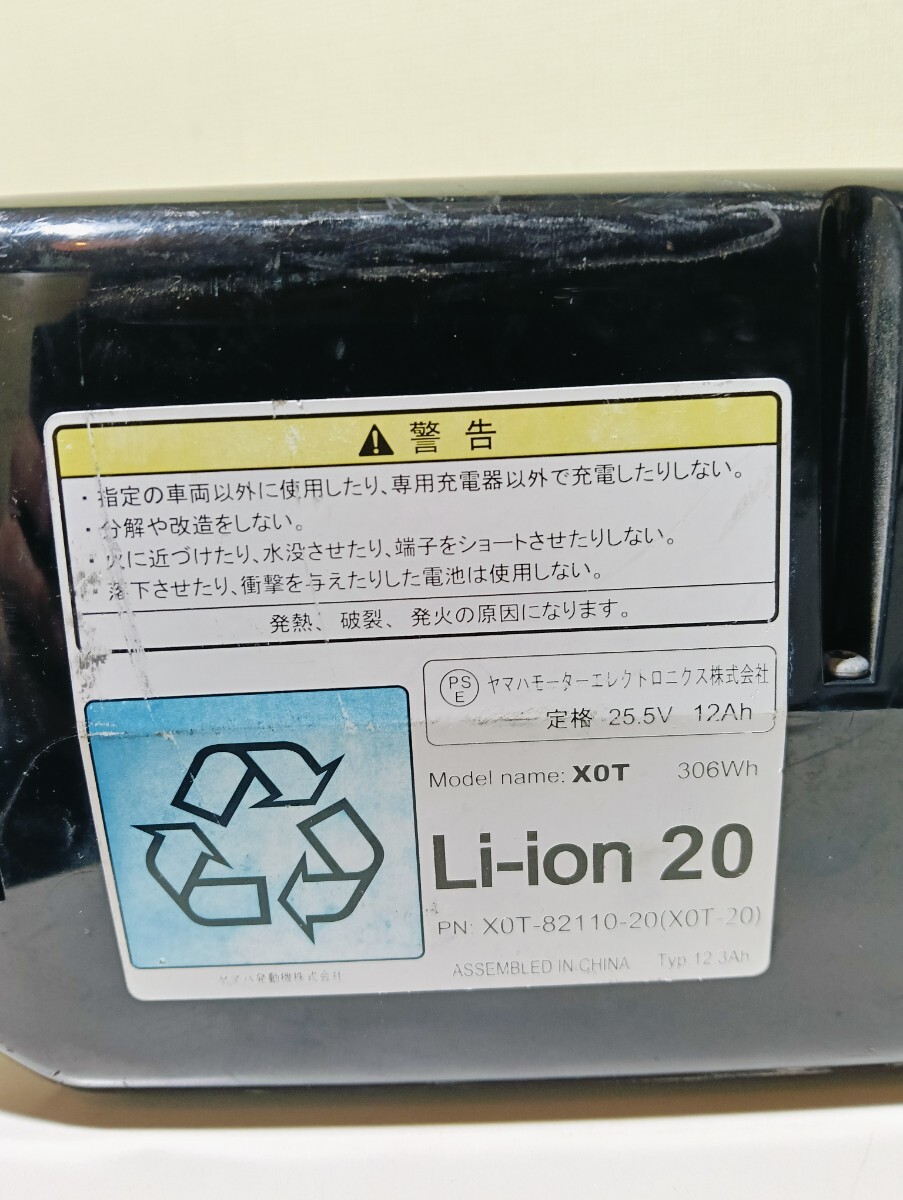 警告
・指定の車両以外に使用したり、専用充電器以外で充電したりしない。
・分解や改造をしない。
・火に近づけたり、水没させたり、端子をショートさせたりしない。
・落下させたり、衝撃を与えたりした電池は使用しない。
発熱、破裂、発火の原因になります。
PSE ヤマハモーターエレクトロニクス株式会社
定格 25.5V 12Ah
Model name: X0T 306Wh
Li-ion 20
PN: X0T-82110-20(X0T-20)
ASSEMBLED IN CHINA Typ 12.3Ah
ヤマハ発動機株式会社